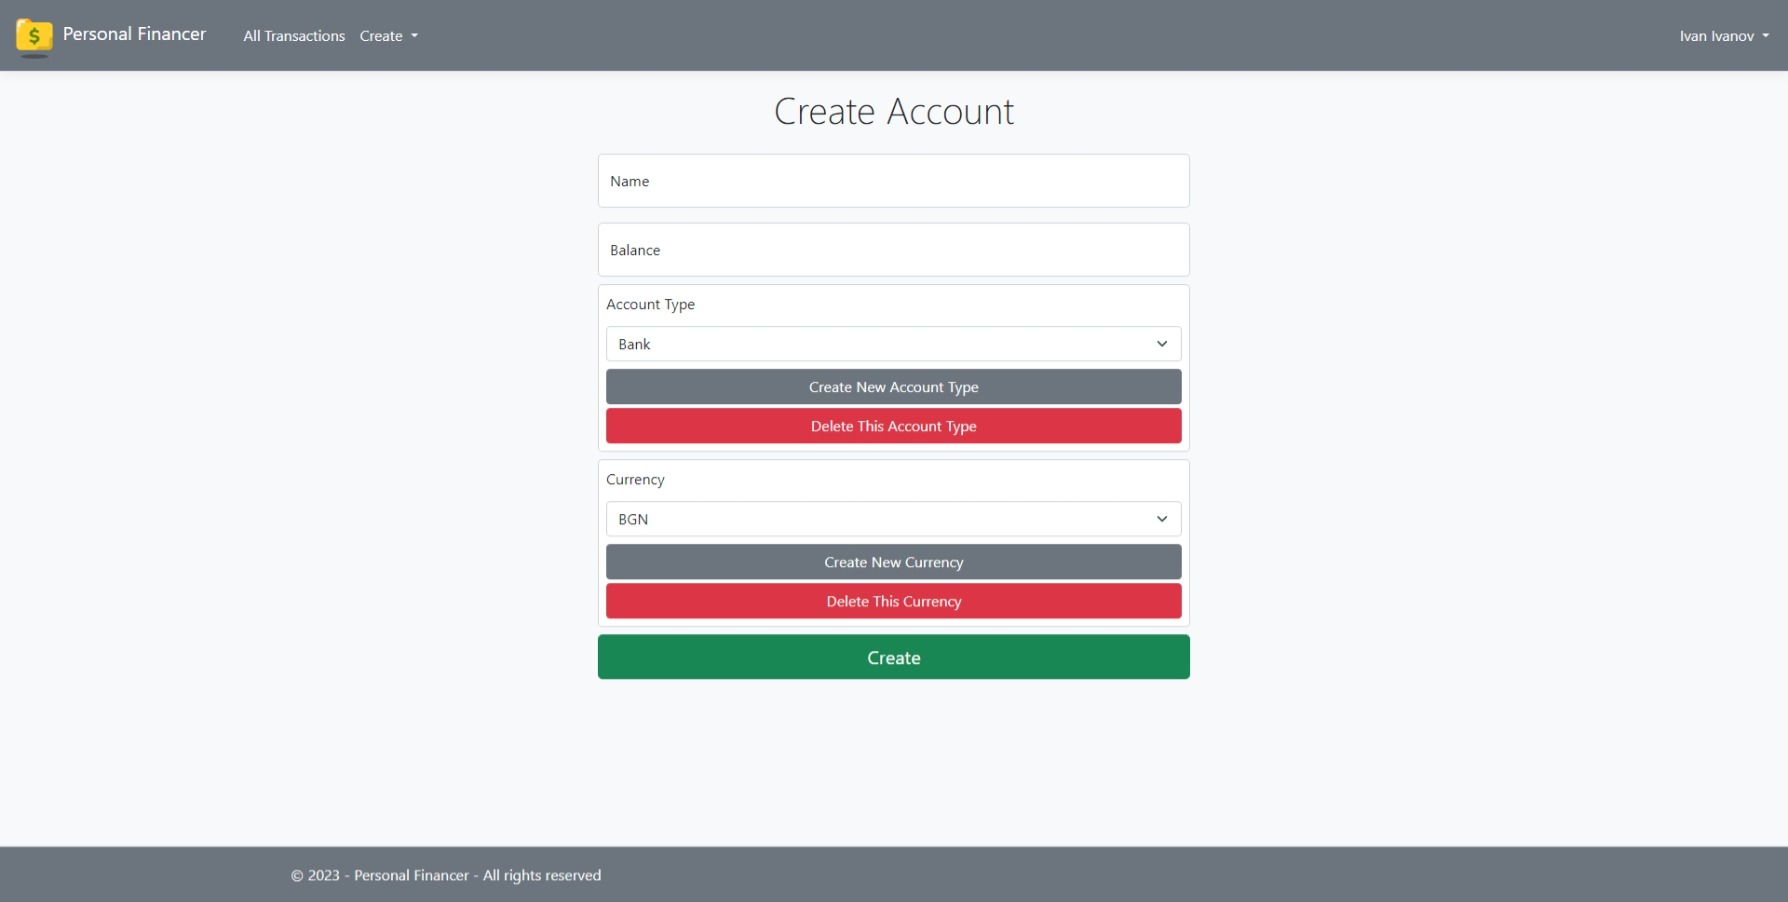 $ Personal Financer All Transactions Create Ivan Ivanov
Create Account
Name
Balance
Account Type
Bank
Create New Account Type
Delete This Account Type
Currency
BGN
Create New Currency
Delete This Currency
Create
© 2023 - Personal Financer - All rights reserved